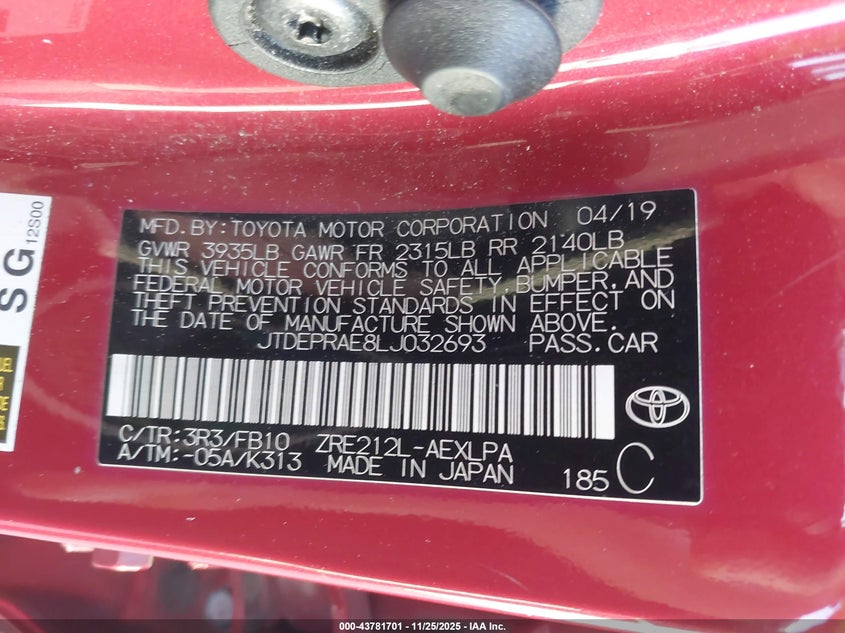 MFD.BY:TOYOTA MOTOR CORPORATION 04/19
GVWR 3935LB GAWR FR 2315LB RR 2140LB
THIS VEHICLE CONFORMS TO ALL APPLICABLE
FEDERAL MOTOR VEHICLE SAFETY,BUMPER,AND
THEFT PREVENTION STANDARDS IN EFFECT ON
THE DATE OF MANUFACTURE SHOWN ABOVE.
JTDEPRAE8LJ032693 PASS.CAR
C/TR:3R3/FB10 ZRE212L-AEXLPA
A/TM:-05A/K313 MADE IN JAPAN
185 C
SG
12S00
000-43781701 — 11/25/2025 — IAA Inc.